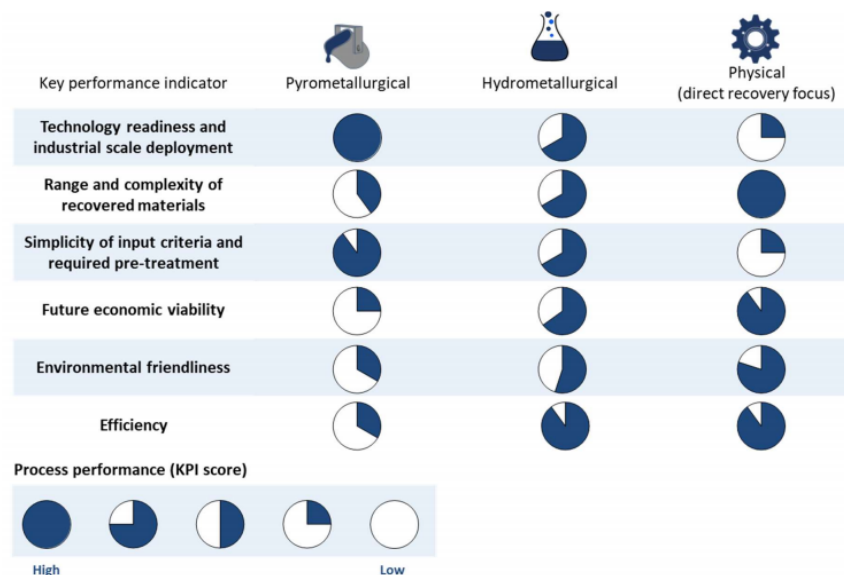 Key performance indicator
Pyrometallurgical
Hydrometallurgical
Physical
(direct recovery focus)
Technology readiness and
industrial scale deployment
Range and complexity of
recovered materials
Simplicity of input criteria and
required pre-treatment
Future economic viability
Environmental friendliness
Efficiency
Process performance (KPI score)
High
Low